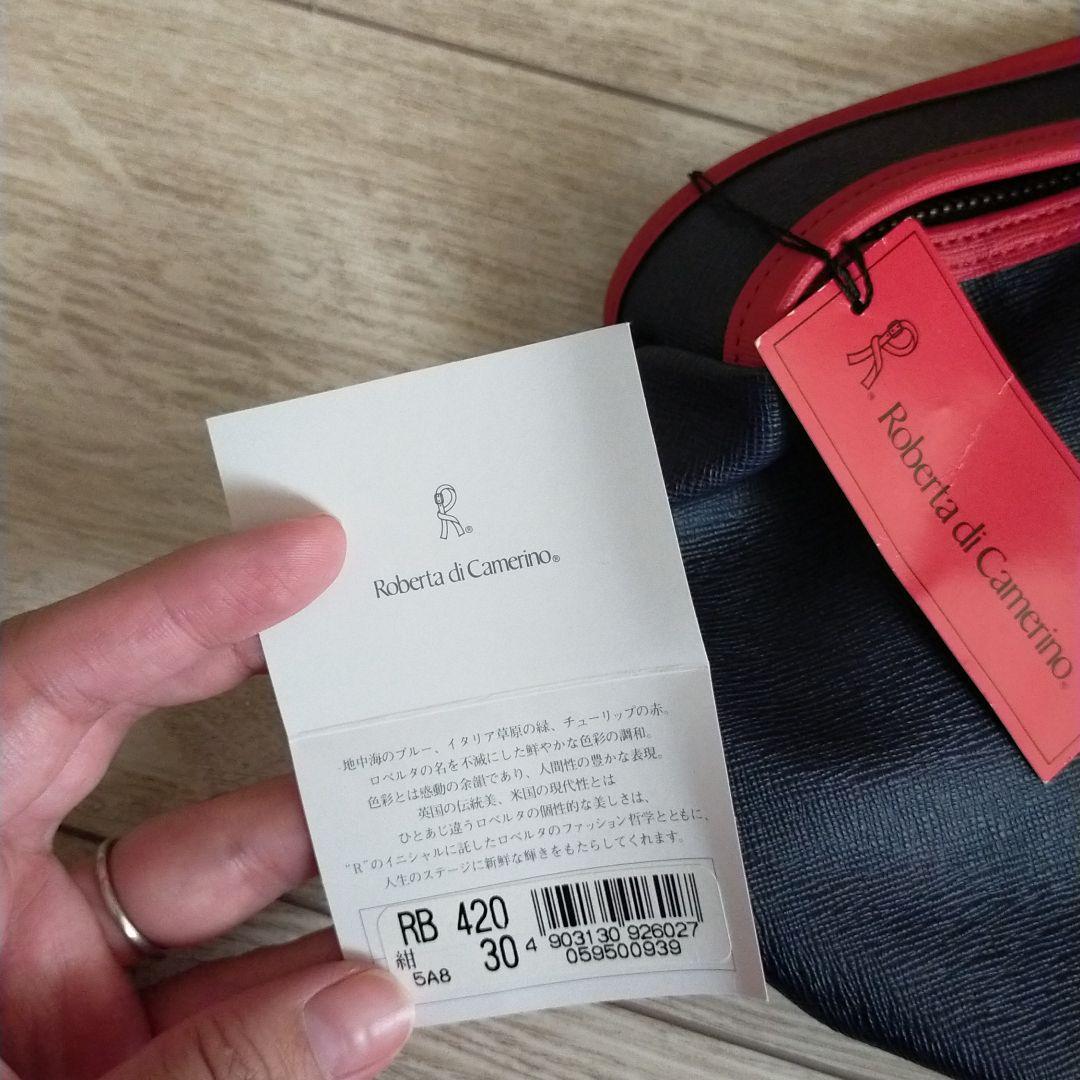 R®
Roberta di Camerino®
地中海のブルー、イタリア草原の緑、チューリップの赤。
ロベルタの名を不滅にした鮮やかな色彩の調和。
色彩とは感動の余韻であり、人間性の豊かな表現。
英国の伝統美、米国の現代性とは
ひとあじ違うロベルタの個性的な美しさは、
“R”のイニシャルに託したロベルタのファッション哲学とともに、
人生のステージに新鮮な輝きをもたらしてくれます。
RB 420
紺 30
5A8
4 903130 926027
059500939
R®
Roberta di Camerino®